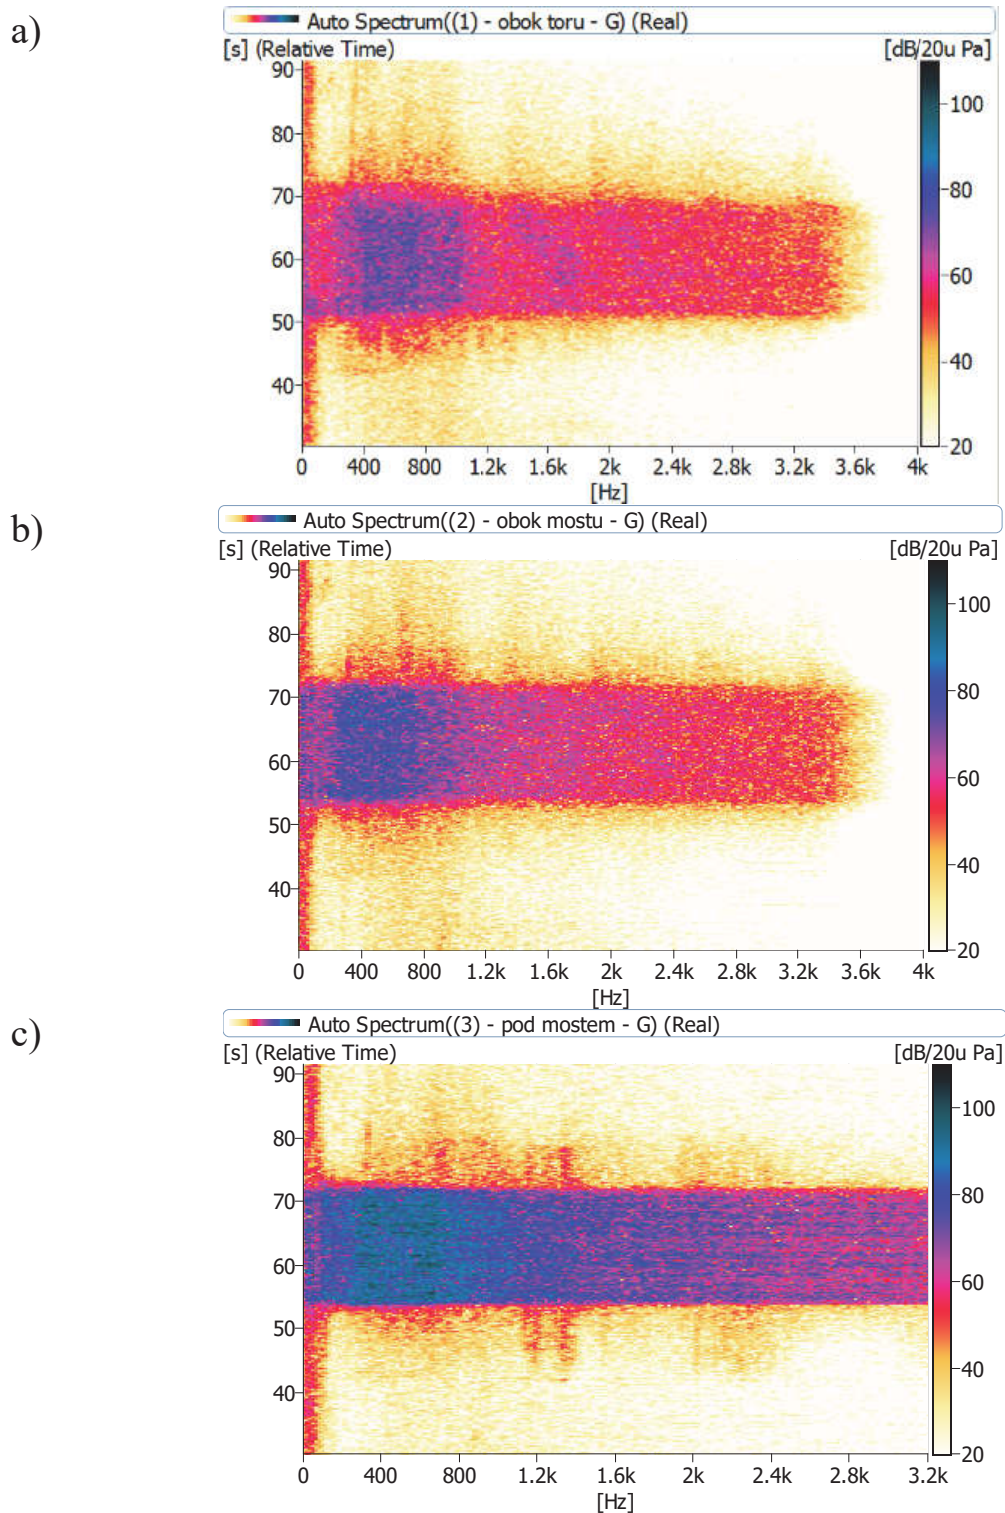 a)
Auto Spectrum((1) - obok toru - G) (Real)
[s] (Relative Time) [dB/20u Pa]
90
80
70
60
50
40
100
80
60
40
20
0 400 800 1.2k 1.6k 2k 2.4k 2.8k 3.2k 3.6k 4k
[Hz]
b)
Auto Spectrum((2) - obok mostu - G) (Real)
[s] (Relative Time) [dB/20u Pa]
90
80
70
60
50
40
100
80
60
40
20
0 400 800 1.2k 1.6k 2k 2.4k 2.8k 3.2k 3.6k 4k
[Hz]
c)
Auto Spectrum((3) - pod mostem - G) (Real)
[s] (Relative Time) [dB/20u Pa]
90
80
70
60
50
40
100
80
60
40
20
0 400 800 1.2k 1.6k 2k 2.4k 2.8k 3.2k
[Hz]